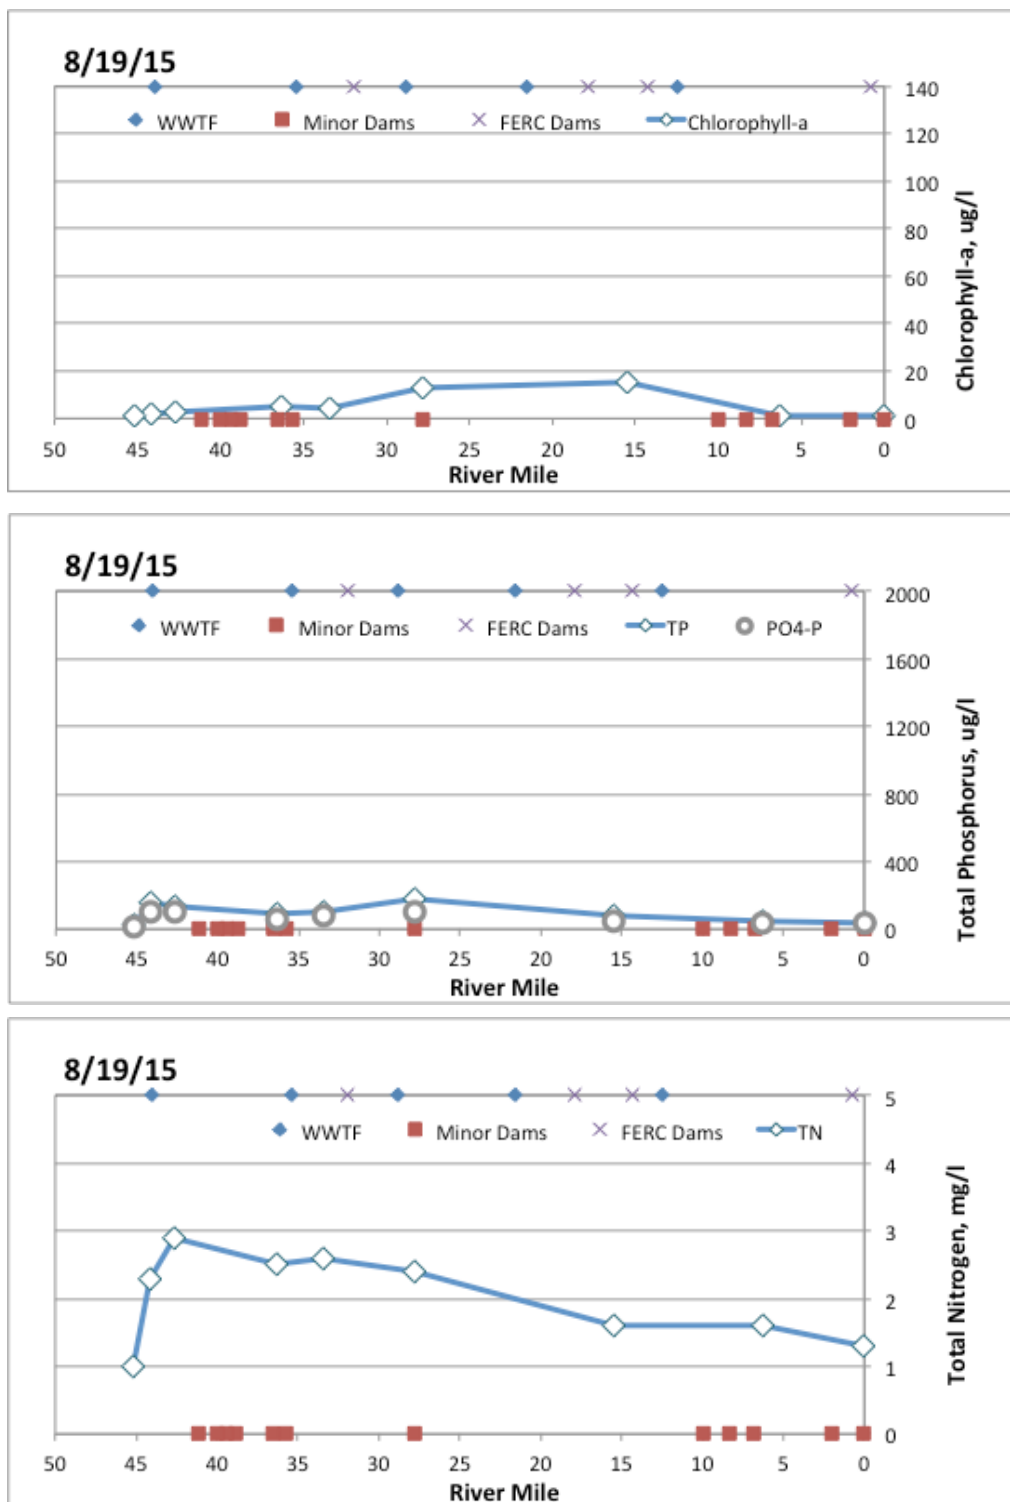 8/19/15
140
WWTF Minor Dams FERC Dams Chlorophyll-a
120
100
80
60
40
20
0
Chlorophyll-a, ug/l
50 45 40 35 30 25 20 15 10 5 0
River Mile
8/19/15
2000
WWTF Minor Dams FERC Dams TP PO4-P
1600
1200
800
400
0
Total Phosphorus, ug/l
50 45 40 35 30 25 20 15 10 5 0
River Mile
8/19/15
5
WWTF Minor Dams FERC Dams TN
4
3
2
1
0
Total Nitrogen, mg/l
50 45 40 35 30 25 20 15 10 5 0
River Mile